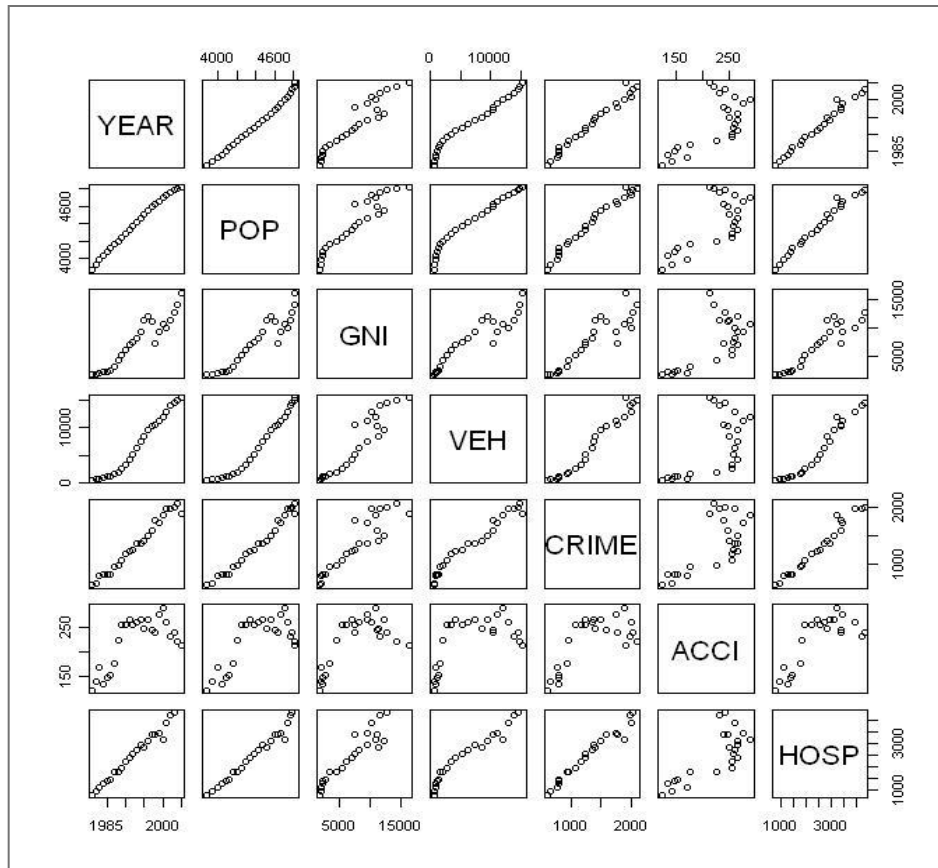 4000 4600 0 10000 150 250
YEAR 1985 2000
4000 4600 POP
GNI 5000 15000
0 10000 VEH
CRIME 1000 2000
150 250 ACCI
HOSP 1000 3000
1985 2000 5000 15000 1000 2000 1000 3000